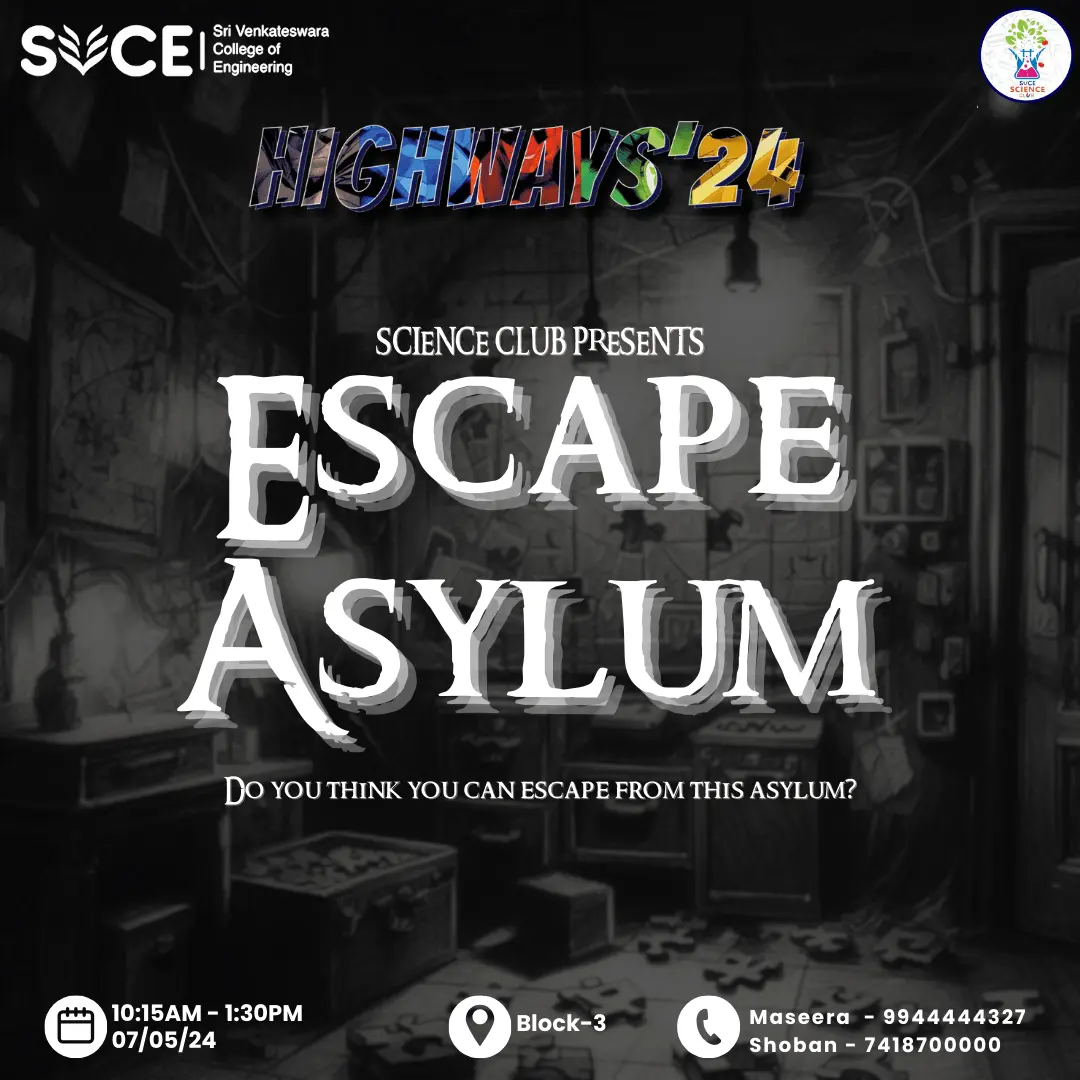 SVCE
Sri Venkateswara
College of
Engineering
SVCE
SCIENCE
CLUB
HIGHWAYS'24
SCIENCE CLUB PRESENTS
ESCAPE
ASYLUM
DO YOU THINK YOU CAN ESCAPE FROM THIS ASYLUM?
10:15AM - 1:30PM
07/05/24
Block-3
Maseera - 9944444327
Shoban - 7418700000